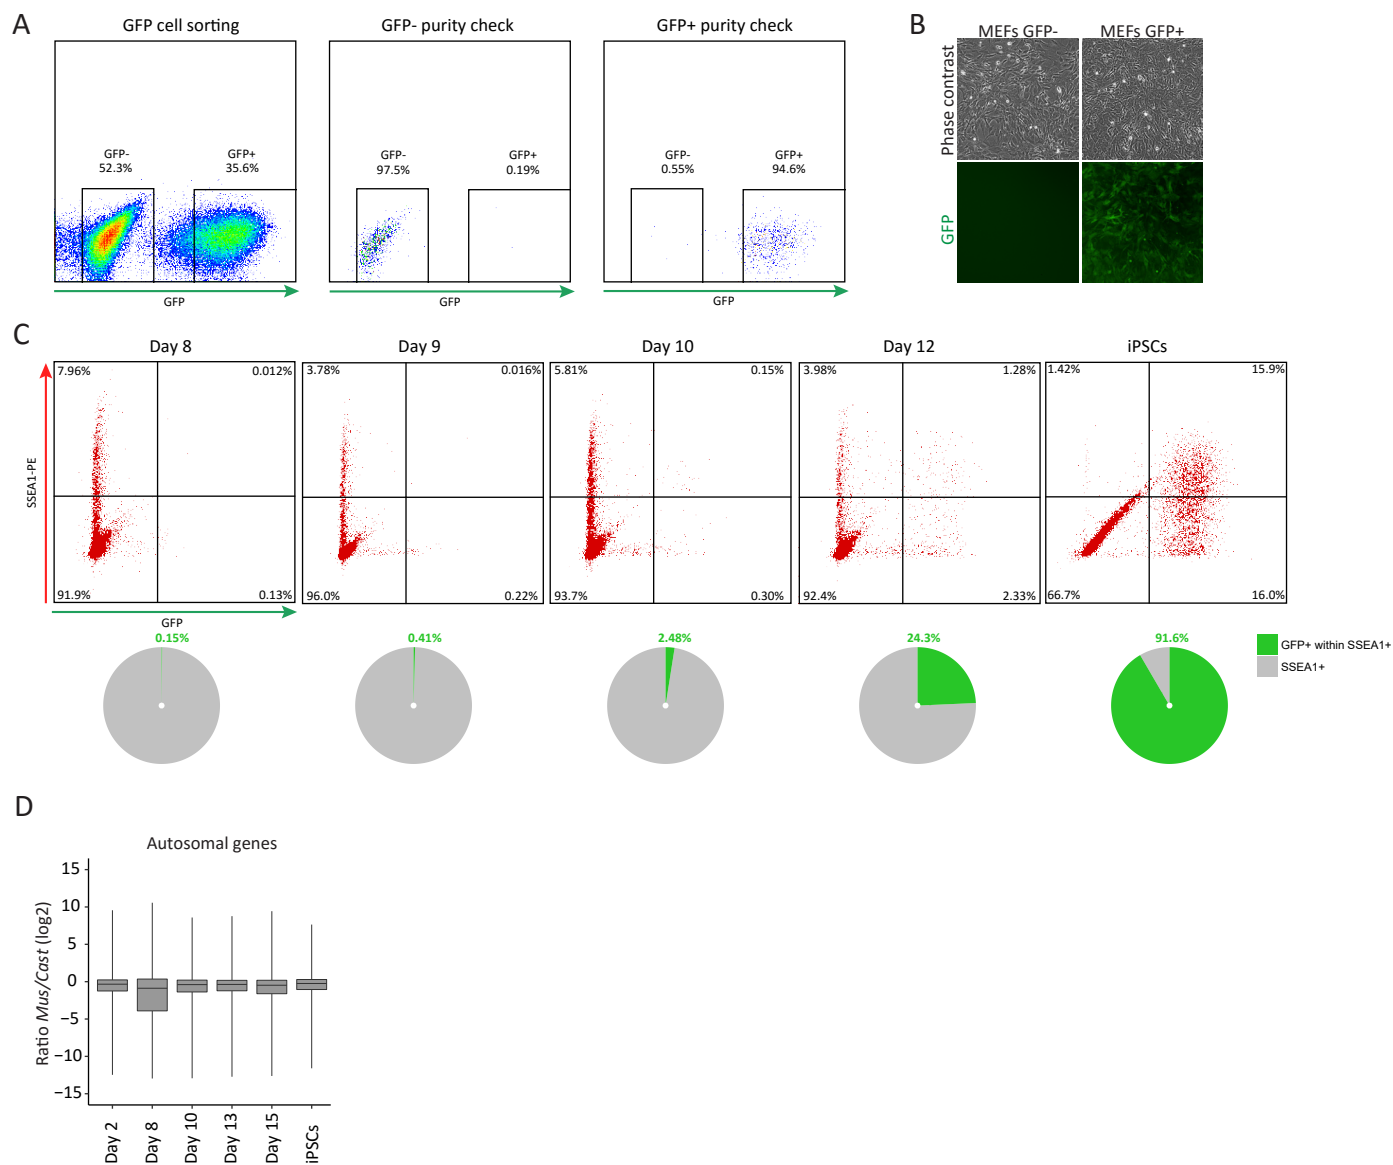 A
GFP cell sorting
GFP- purity check
GFP+ purity check
GFP-
52.3%
GFP+
35.6%
GFP-
97.5%
GFP+
0.19%
GFP-
0.55%
GFP+
94.6%
GFP
GFP
GFP
B
MEFs GFP-
MEFs GFP+
Phase contrast
GFP
C
Day 8
Day 9
Day 10
Day 12
iPSCs
SSEA1-PE
7.96%
0.012%
91.9%
0.13%
3.78%
0.016%
96.0%
0.22%
5.81%
0.15%
93.7%
0.30%
3.98%
1.28%
92.4%
2.33%
1.42%
15.9%
66.7%
16.0%
GFP
0.15%
0.41%
2.48%
24.3%
91.6%
GFP+ within SSEA1+
SSEA1+
D
Autosomal genes
Ratio Mus/Cast (log2)
15
10
5
0
−5
−10
−15
Day 2
Day 8
Day 10
Day 13
Day 15
iPSCs